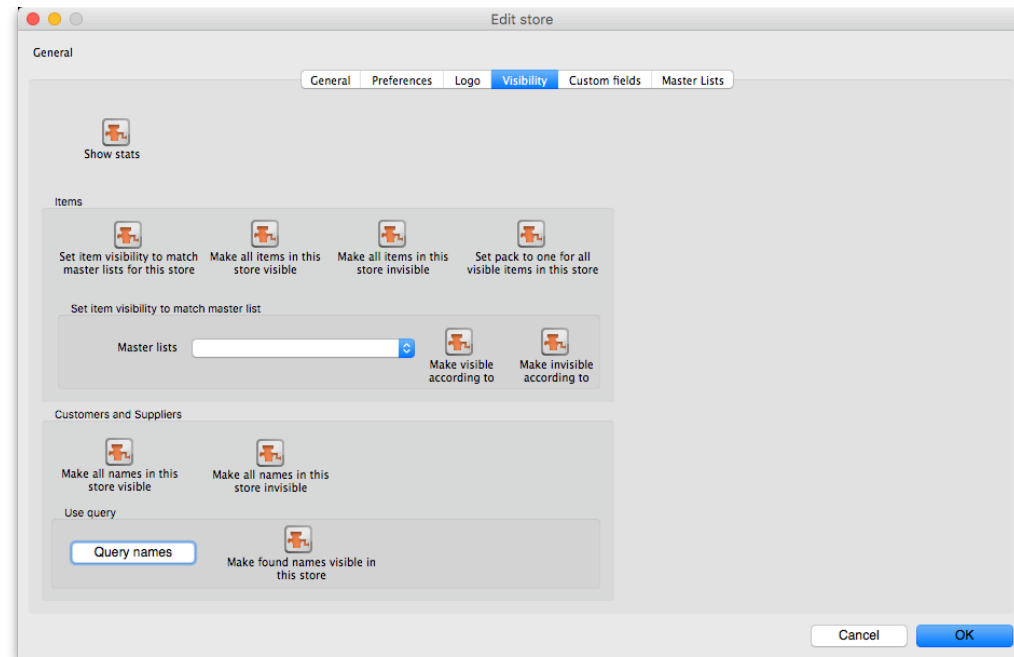 Edit store
General
General Preferences Logo Visibility Custom fields Master Lists
Show stats
Items
Set item visibility to match
master lists for this store
Make all items in this
store visible
Make all items in this
store invisible
Set pack to one for all
visible items in this store
Set item visibility to match master list
Master lists
Make visible
according to
Make invisible
according to
Customers and Suppliers
Make all names in this
store visible
Make all names in this
store invisible
Use query
Query names
Make found names visible in
this store
Cancel OK